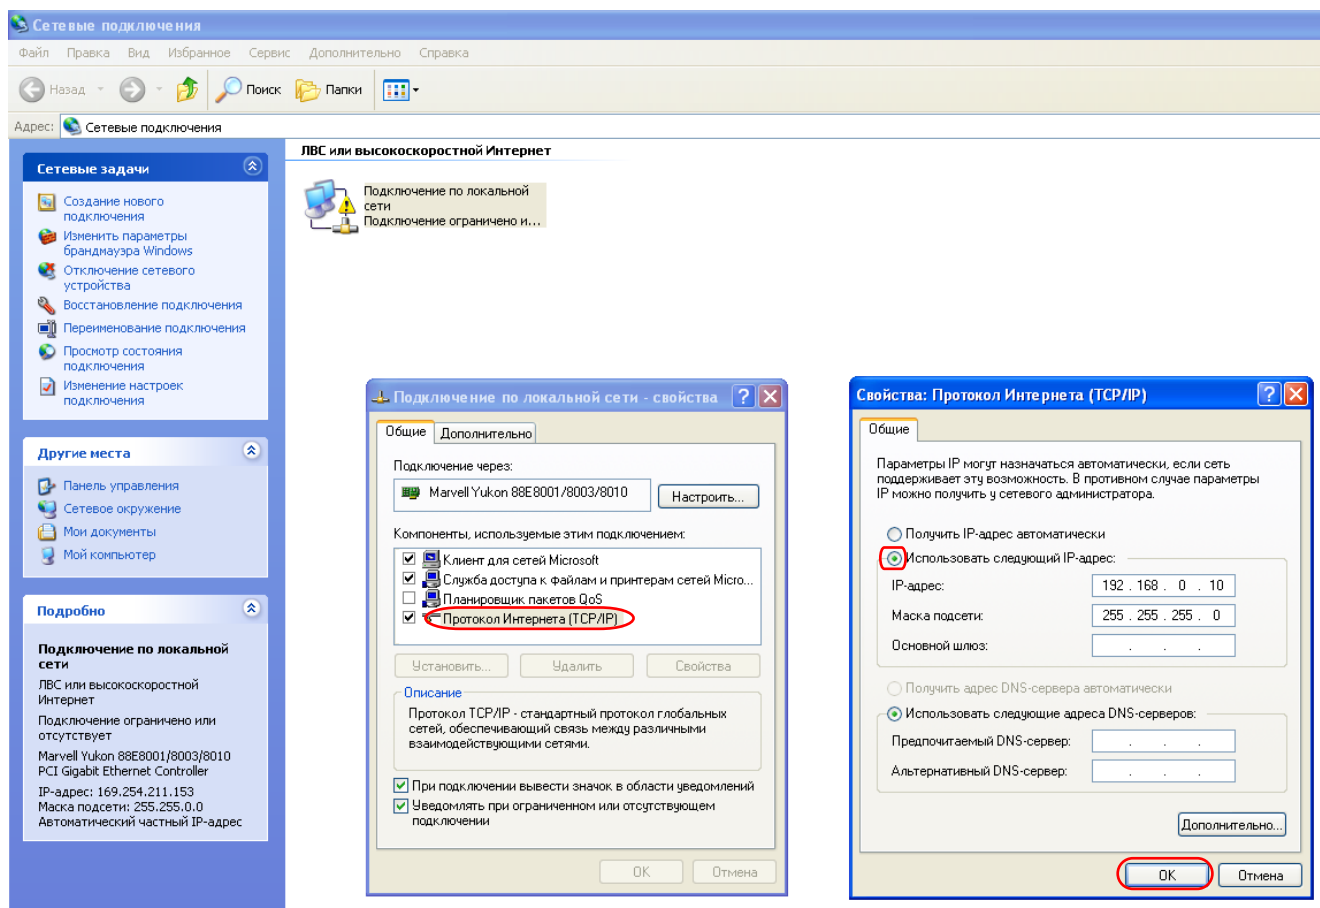 Сетевые подключения
Файл Правка Вид Избранное Сервис Дополнительно Справка
Назад Поиск Папки
Адрес: Сетевые подключения
Сетевые задачи
Создание нового
подключения
Изменить параметры
брандмауэра Windows
Отключение сетевого
устройства
Восстановление подключения
Переименование подключения
Просмотр состояния
подключения
Изменение настроек
подключения
Другие места
Панель управления
Сетевое окружение
Мои документы
Мой компьютер
Подробно
Подключение по локальной
сети
ЛВС или высокоскоростной
Интернет
Подключение ограничено или
отсутствует
Marvell Yukon 88E8001/8003/8010
PCI Gigabit Ethernet Controller
IP-адрес: 169.254.211.153
Маска подсети: 255.255.0.0
Автоматический частный IP-адрес
ЛВС или высокоскоростной Интернет
Подключение по локальной
сети
Подключение ограничено и...
Подключение по локальной сети - свойства
Общие Дополнительно
Подключение через:
Marvell Yukon 88E8001/8003/8010
Настроить...
Компоненты, используемые этим подключением:
Клиент для сетей Microsoft
Служба доступа к файлам и принтерам сетей Micro...
Планировщик пакетов QoS
Протокол Интернета (TCP/IP)
Установить... Удалить Свойства
Описание
Протокол TCP/IP - стандартный протокол глобальных
сетей, обеспечивающий связь между различными
взаимодействующими сетями.
При подключении вывести значок в области уведомлений
Уведомлять при ограниченном или отсутствующем
подключении
OK Отмена
Свойства: Протокол Интернета (TCP/IP)
Общие
Параметры IP могут назначаться автоматически, если сеть
поддерживает эту возможность. В противном случае параметры
IP можно получить у сетевого администратора.
Получить IP-адрес автоматически
Использовать следующий IP-адрес:
IP-адрес: 192 . 168 . 0 . 10
Маска подсети: 255 . 255 . 255 . 0
Основной шлюз: . . .
Получить адрес DNS-сервера автоматически
Использовать следующие адреса DNS-серверов:
Предпочитаемый DNS-сервер: . . .
Альтернативный DNS-сервер: . . .
Дополнительно...
OK Отмена